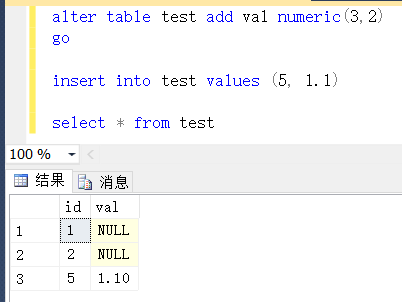 alter table test add val numeric(3,2)
go
insert into test values (5, 1.1)
select * from test
100 %
结果 消息
id val
1 1 NULL
2 2 NULL
3 5 1.10